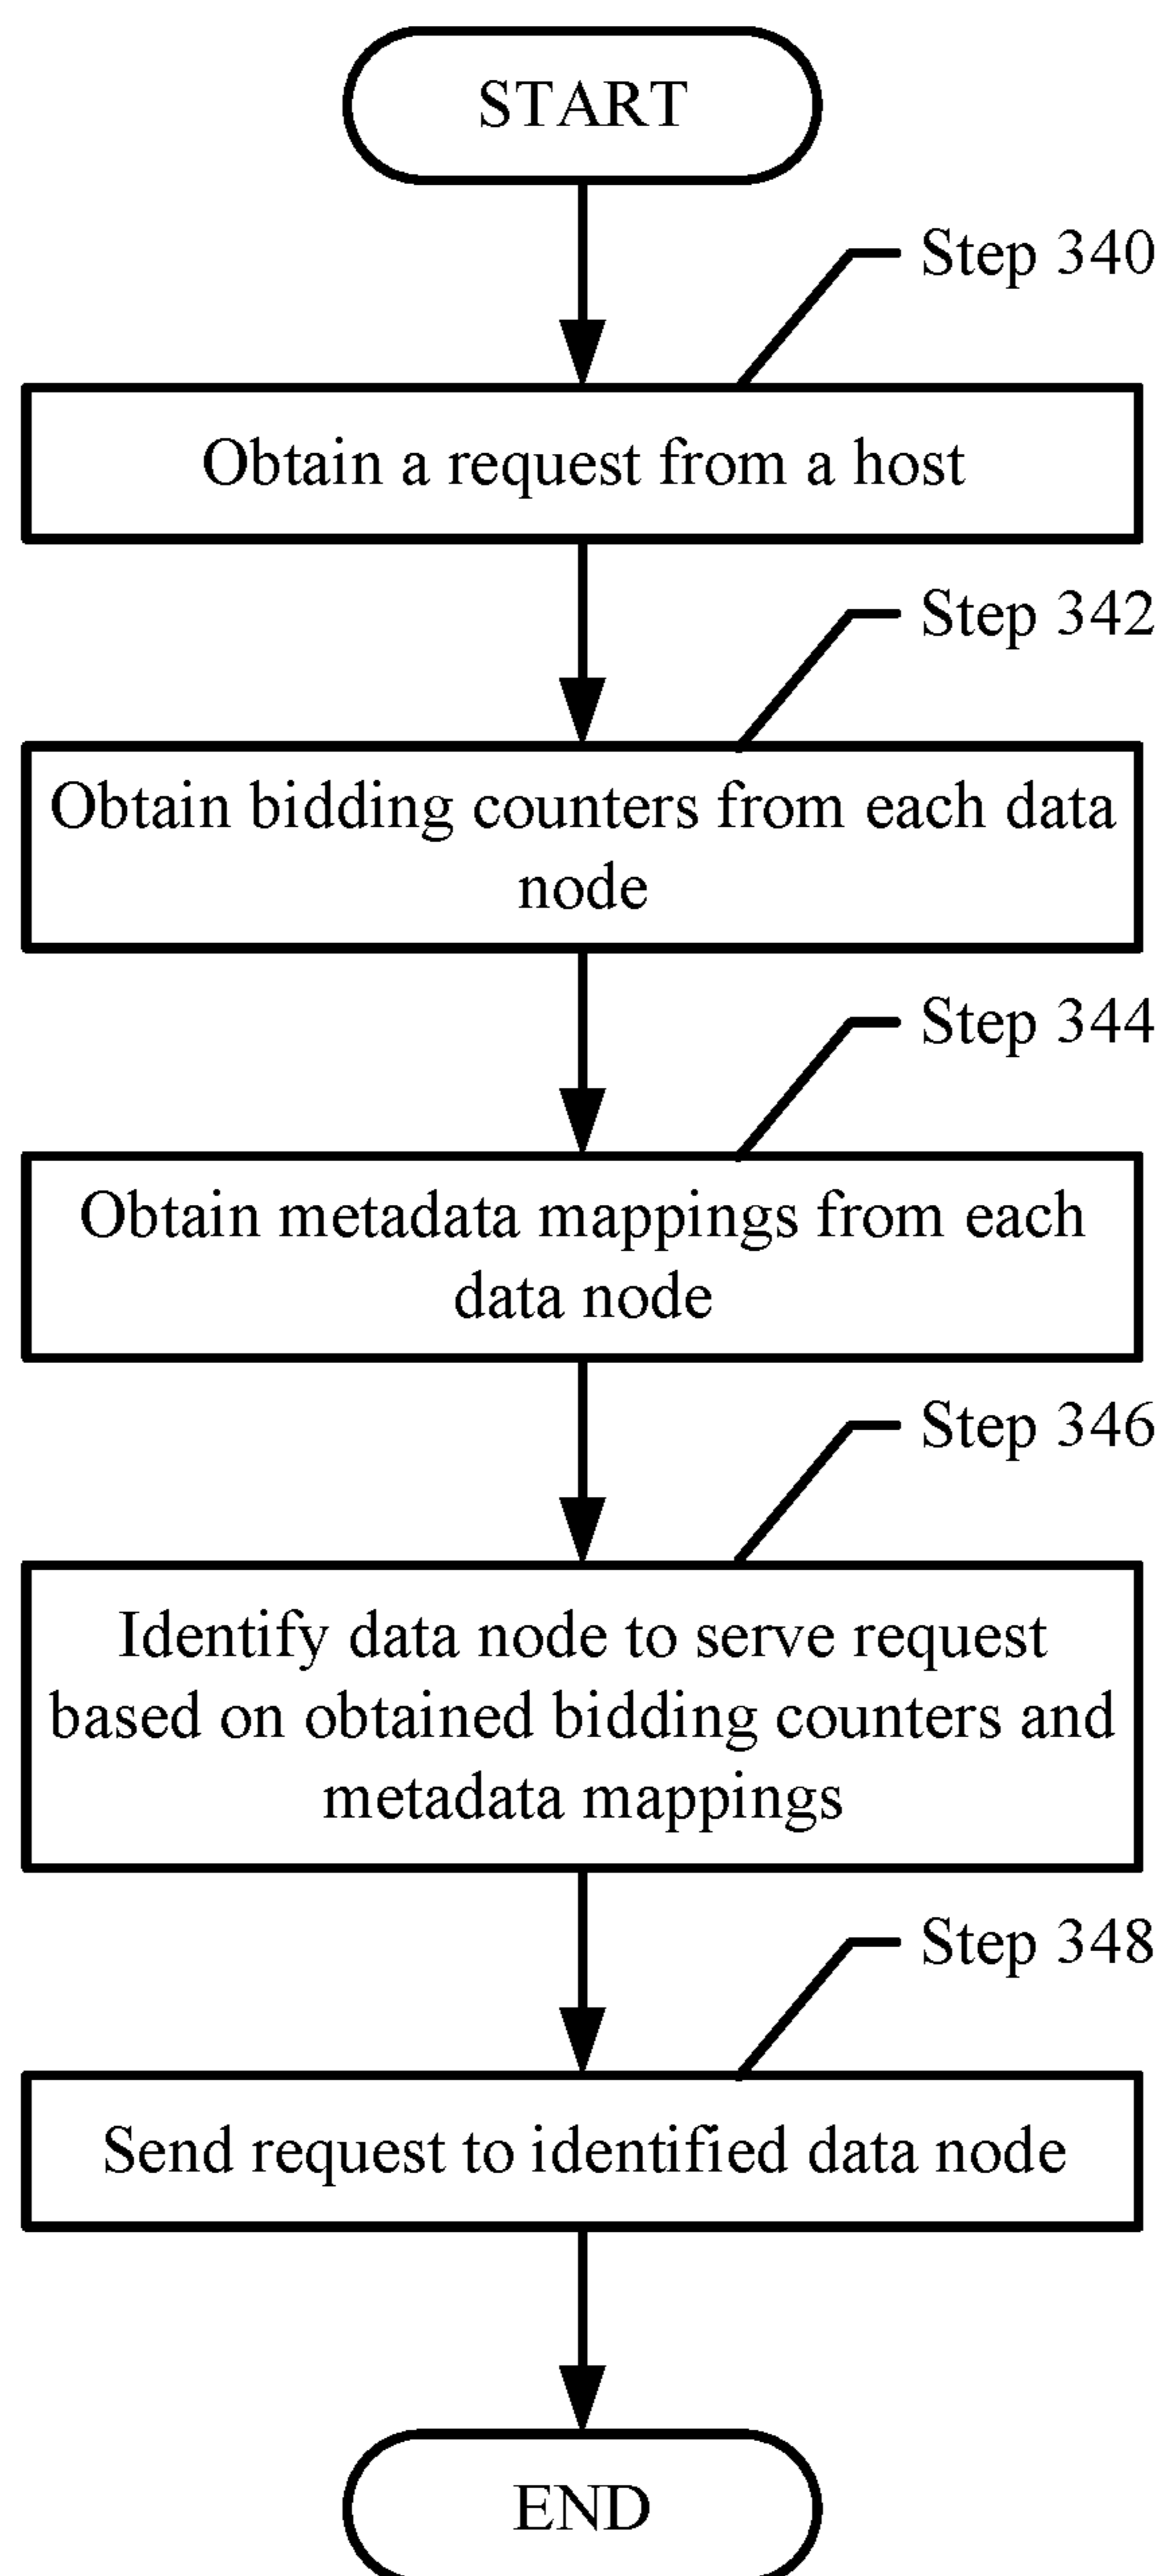 START
Step 340
Obtain a request from a host
Step 342
Obtain bidding counters from each data
node
Step 344
Obtain metadata mappings from each
data node
Step 346
Identify data node to serve request
based on obtained bidding counters and
metadata mappings
Step 348
Send request to identified data node
END